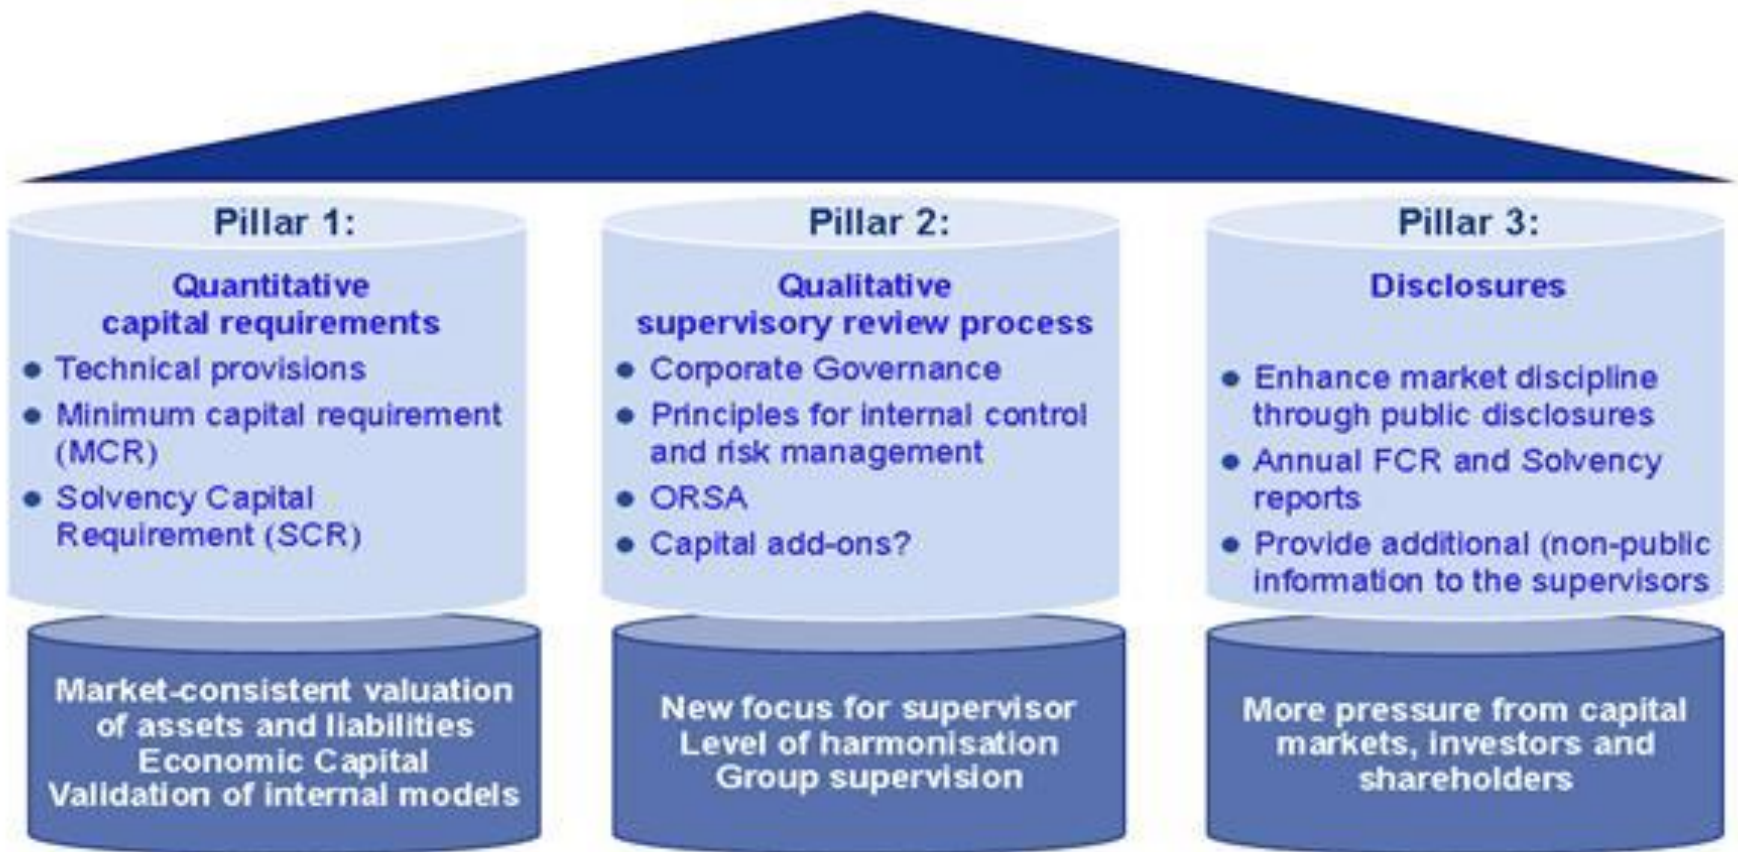 Pillar 1:
Quantitative
capital requirements
• Technical provisions
• Minimum capital requirement
(MCR)
• Solvency Capital
Requirement (SCR)
Market-consistent valuation
of assets and liabilities
Economic Capital
Validation of internal models
Pillar 2:
Qualitative
supervisory review process
• Corporate Governance
• Principles for internal control
and risk management
• ORSA
• Capital add-ons?
New focus for supervisor
Level of harmonisation
Group supervision
Pillar 3:
Disclosures
• Enhance market discipline
through public disclosures
• Annual FCR and Solvency
reports
• Provide additional (non-public
information to the supervisors
More pressure from capital
markets, investors and
shareholders